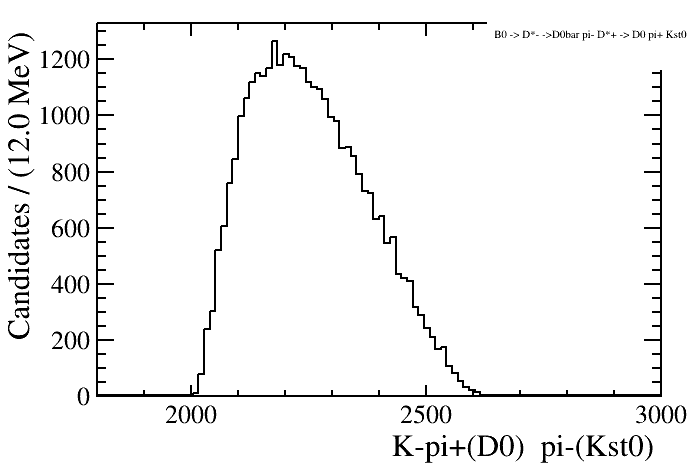 B0 -> D*- ->D0bar pi- D*+ -> D0 pi+ Kst0
Candidates / (12.0 MeV)
1200
1000
800
600
400
200
0
2000 2500 3000
K-pi+(D0) pi-(Kst0)